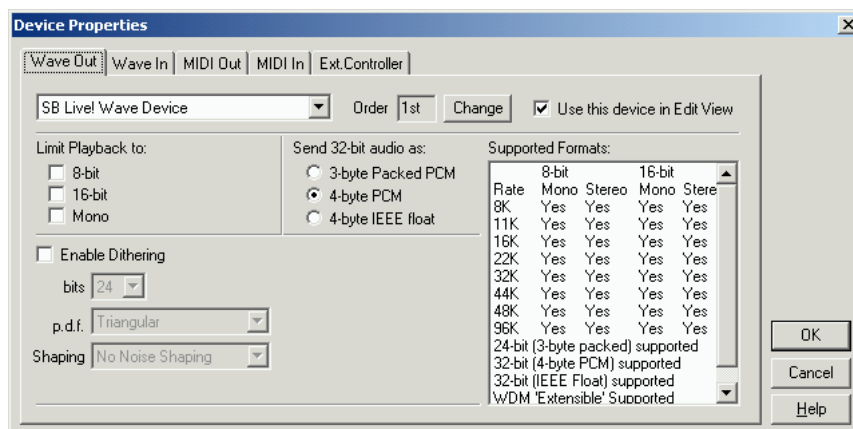 Device Properties
Wave Out Wave In MIDI Out MIDI In Ext.Controller
SB Live! Wave Device Order 1st Change Use this device in Edit View
Limit Playback to:
8-bit
16-bit
Mono
Send 32-bit audio as:
3-byte Packed PCM
4-byte PCM
4-byte IEEE float
Enable Dithering
bits 24
p.d.f. Triangular
Shaping No Noise Shaping
Supported Formats:
8-bit 16-bit
Rate Mono Stereo Mono Stere
8K Yes Yes Yes Yes
11K Yes Yes Yes Yes
16K Yes Yes Yes Yes
22K Yes Yes Yes Yes
32K Yes Yes Yes Yes
44K Yes Yes Yes Yes
48K Yes Yes Yes Yes
96K Yes Yes Yes Yes
24-bit (3-byte packed) supported
32-bit (4-byte PCM) supported
32-bit (IEEE Float) supported
WDM 'Extensible' Supported
OK
Cancel
Help